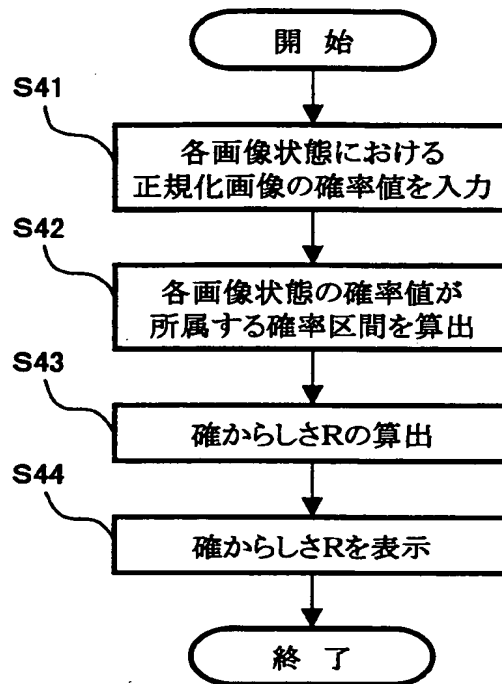 開 始
S41
各画像状態における
正規化画像の確率値を入力
S42
各画像状態の確率値が
所属する確率区間を算出
S43
確からしさRの算出
S44
確からしさRを表示
終 了